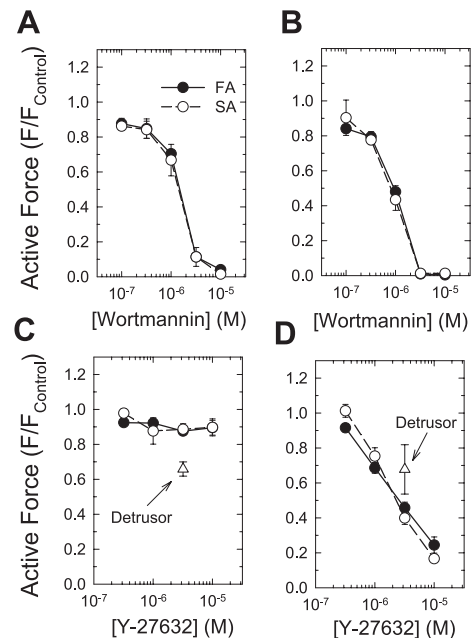 A
B
Active Force (F/F_Control)
1.2
1.0
0.8
0.6
0.4
0.2
0.0
FA
SA
10^-7
10^-6
10^-5
[Wortmannin] (M)
1.2
1.0
0.8
0.6
0.4
0.2
0.0
10^-7
10^-6
10^-5
[Wortmannin] (M)
C
D
Active Force (F/F_Control)
1.2
1.0
0.8
0.6
0.4
0.2
0.0
Detrusor
10^-7
10^-6
10^-5
[Y-27632] (M)
1.2
1.0
0.8
0.6
0.4
0.2
0.0
Detrusor
10^-7
10^-6
10^-5
[Y-27632] (M)